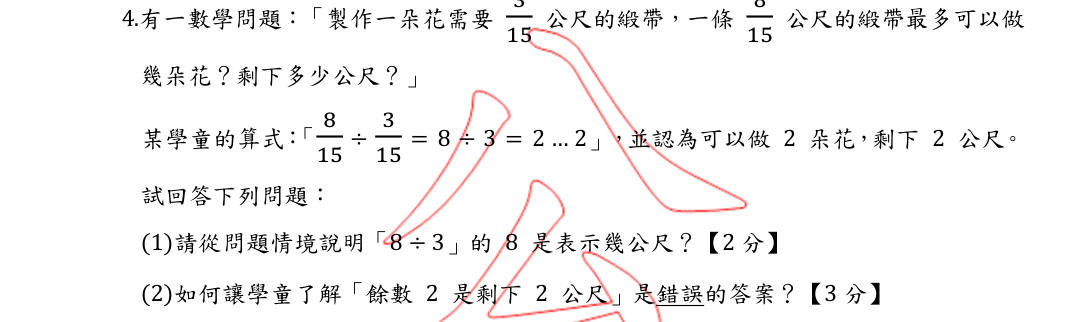 4.有一數學問題：「製作一朵花需要 3/15 公尺的緞帶，一條 8/15 公尺的緞帶最多可以做
幾朵花？剩下多少公尺？」
某學童的算式：「8/15 ÷ 3/15 = 8 ÷ 3 = 2 … 2」，並認為可以做 2 朵花，剩下 2 公尺。
試回答下列問題：
(1)請從問題情境說明「8 ÷ 3」的 8 是表示幾公尺？【2 分】
(2)如何讓學童了解「餘數 2 是剩下 2 公尺」是錯誤的答案？【3 分】